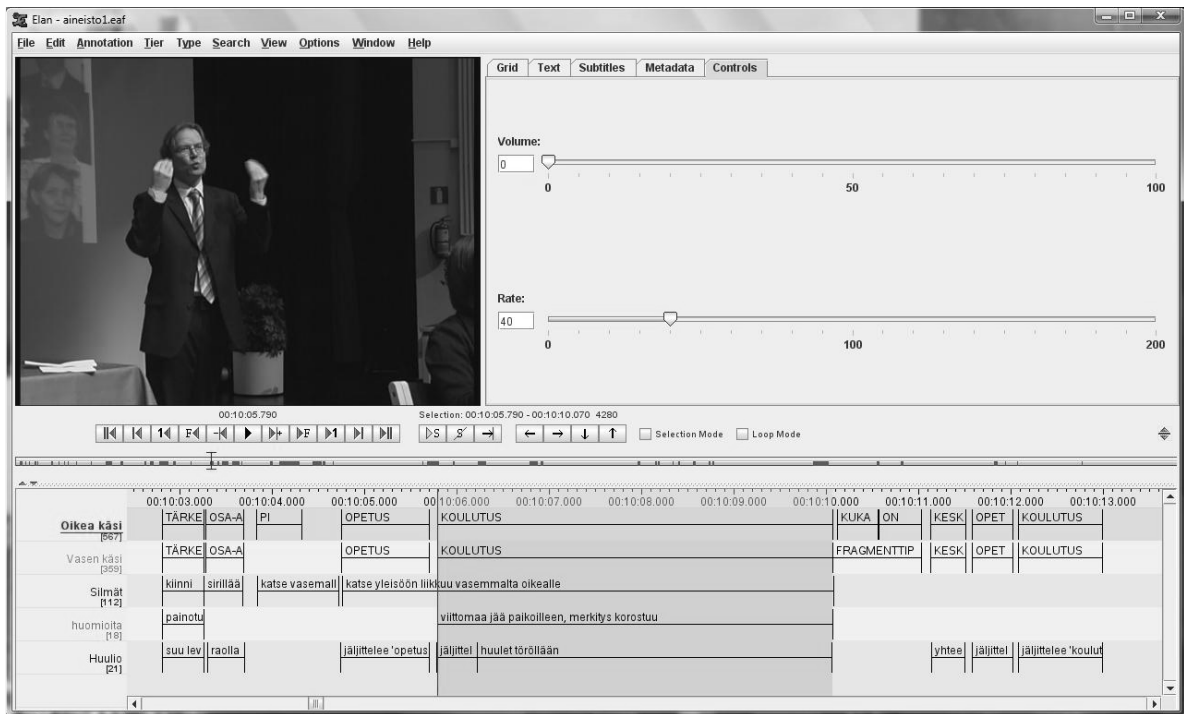 Elan - aineisto1.eaf
File Edit Annotation Tier Type Search View Options Window Help
Grid Text Subtitles Metadata Controls
Volume:
0
0 50 100
Rate:
40
0 100 200
00:10:05.790 Selection: 00:10:05.790 - 00:10:10.070 4280
Selection Mode Loop Mode
00:10:03.000 00:10:04.000 00:10:05.000 00:10:06.000 00:10:07.000 00:10:08.000 00:10:09.000 00:10:10.000 00:10:11.000 00:10:12.000 00:10:13.000
Oikea käsi TÄRKE OSA-A PI OPETUS KOULUTUS KUKA ON KESK OPET KOULUTUS
[567]
Vasen käsi TÄRKE OSA-A OPETUS KOULUTUS FRAGMENTTIP KESK OPET KOULUTUS
[359]
Silmät kiinni sirillää katse vasemall katse yleisöön liikkuu vasemmalta oikealle
[112]
huomioita painotu viittomaa jää paikoilleen, merkitys korostuu
[18]
Huulio suu lev raolla jäljittelee 'opetus jäljittel huulet töröllään yhtee jäljittel jäljittelee 'koulut
[21]